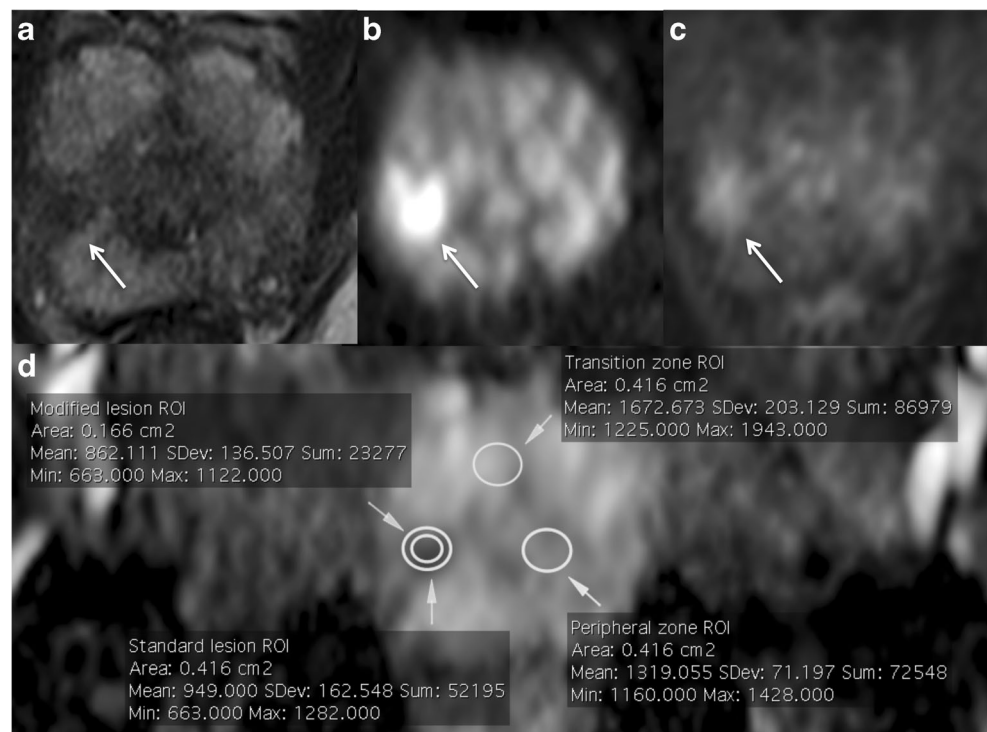 a
b
c
d
Transition zone ROI
Area: 0.416 cm2
Mean: 1672.673 SDev: 203.129 Sum: 86979
Min: 1225.000 Max: 1943.000
Modified lesion ROI
Area: 0.166 cm2
Mean: 862.111 SDev: 136.507 Sum: 23277
Min: 663.000 Max: 1122.000
Standard lesion ROI
Area: 0.416 cm2
Mean: 949.000 SDev: 162.548 Sum: 52195
Min: 663.000 Max: 1282.000
Peripheral zone ROI
Area: 0.416 cm2
Mean: 1319.055 SDev: 71.197 Sum: 72548
Min: 1160.000 Max: 1428.000